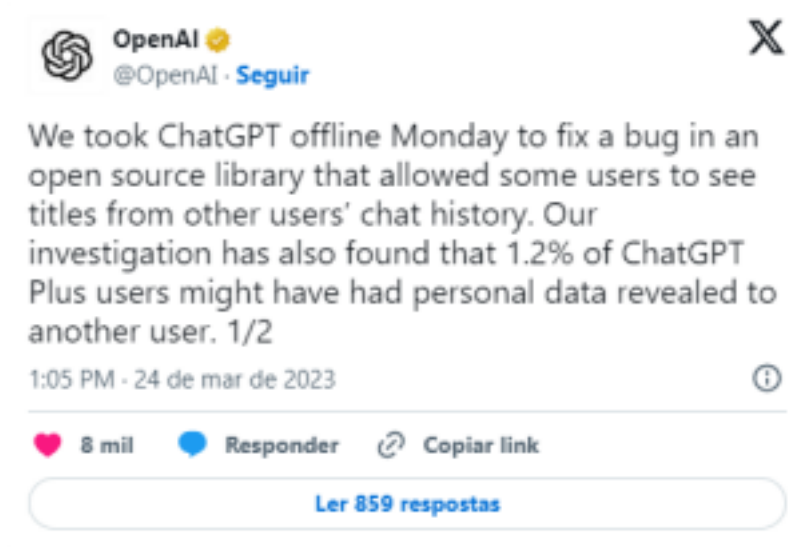 OpenAI
@OpenAI · Seguir
We took ChatGPT offline Monday to fix a bug in an
open source library that allowed some users to see
titles from other users' chat history. Our
investigation has also found that 1.2% of ChatGPT
Plus users might have had personal data revealed to
another user. 1/2
1:05 PM · 24 de mar de 2023
8 mil Responder Copiar link
Ler 859 respostas